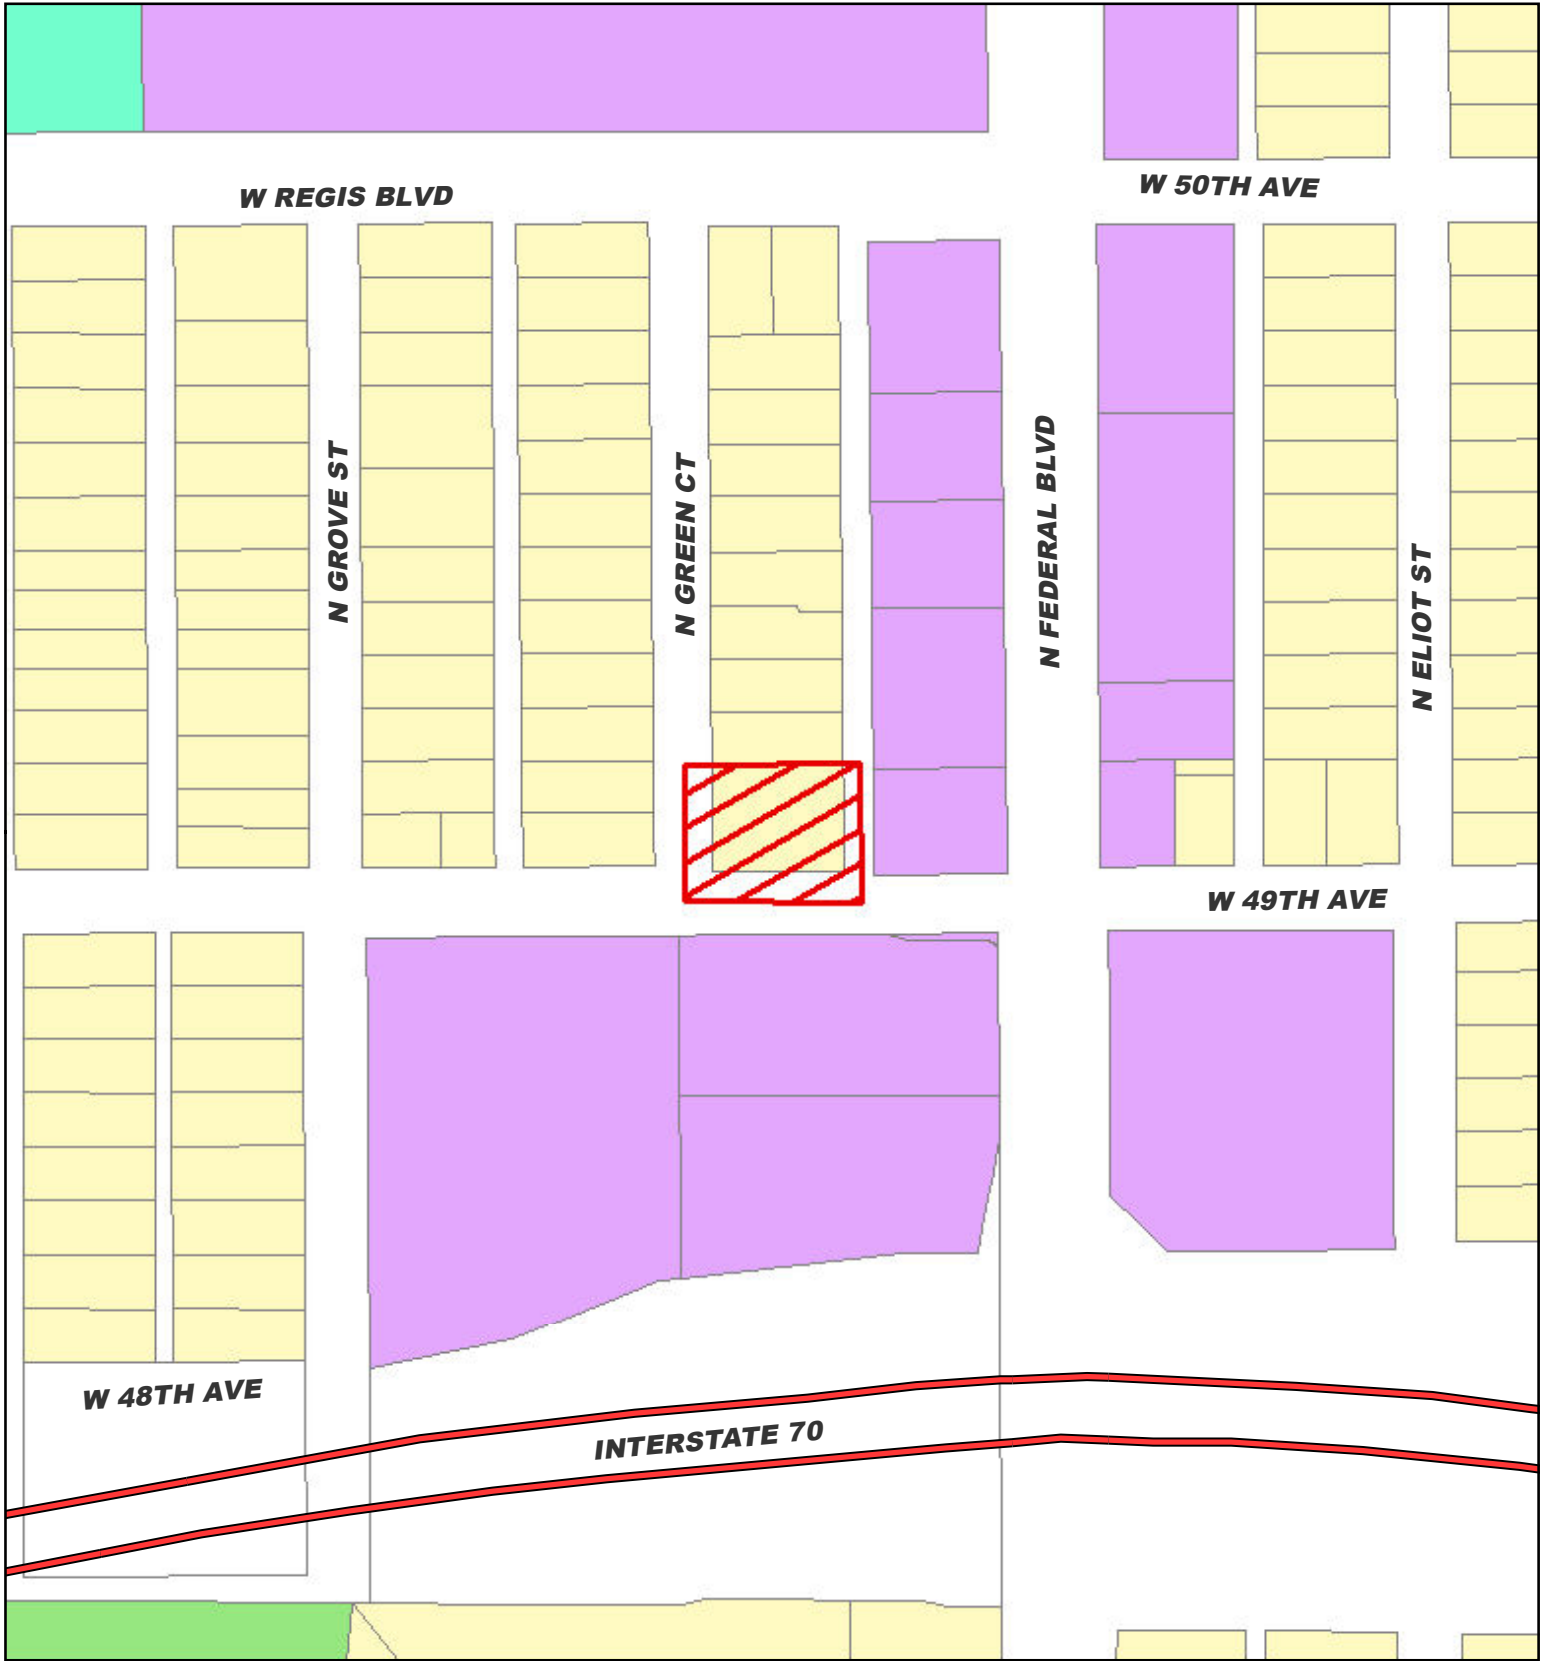 W REGIS BLVD
W 50TH AVE
N GROVE ST
N GREEN CT
N FEDERAL BLVD
N ELIOT ST
W 49TH AVE
W 48TH AVE
INTERSTATE 70